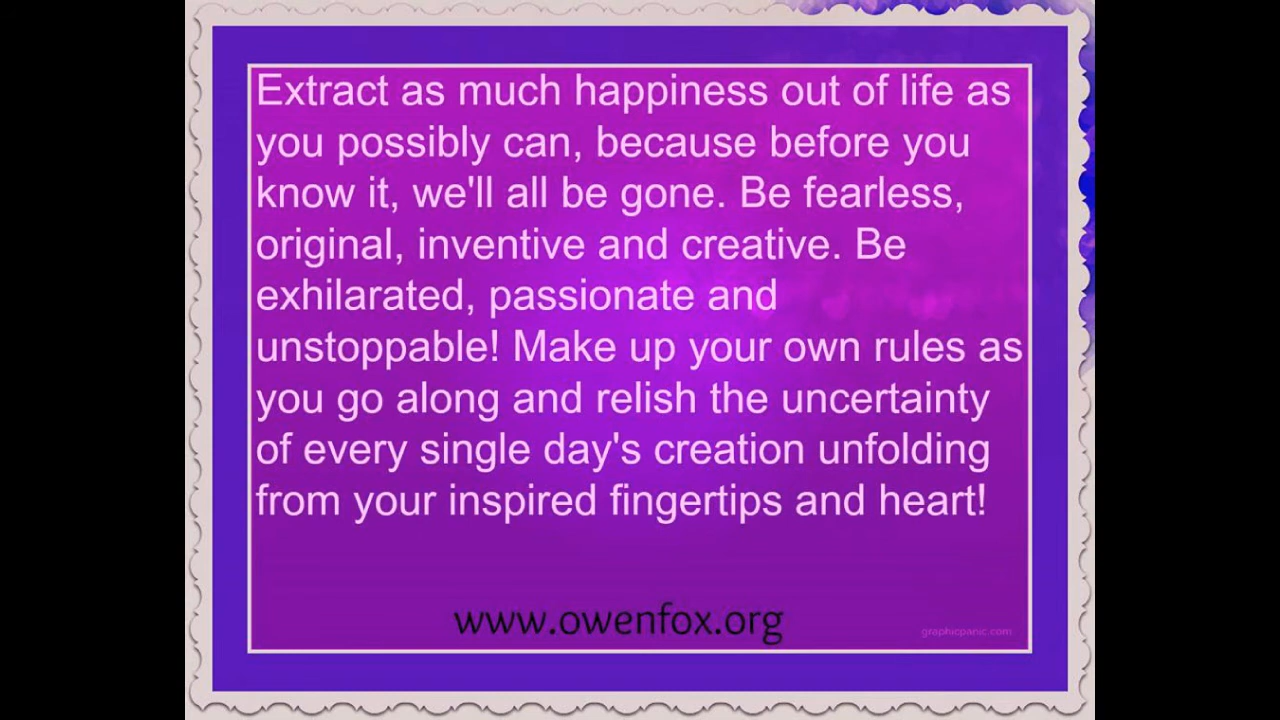 Extract as much happiness out of life as
you possibly can, because before you
know it, we'll all be gone. Be fearless,
original, inventive and creative. Be
exhilarated, passionate and
unstoppable! Make up your own rules as
you go along and relish the uncertainty
of every single day's creation unfolding
from your inspired fingertips and heart!
www.owenfox.org
graphicpanic.com